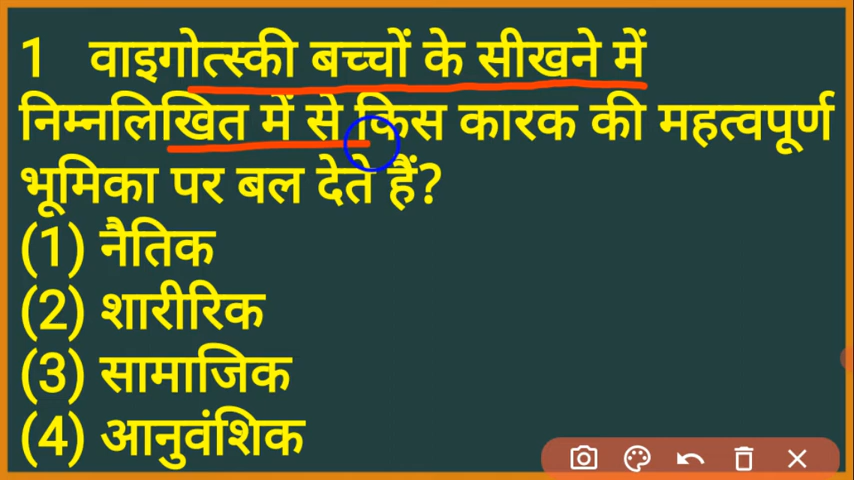 1 वाइगोत्स्की बच्चों के सीखने में
निम्नलिखित में से किस कारक की महत्वपूर्ण
भूमिका पर बल देते हैं?
(1) नैतिक
(2) शारीरिक
(3) सामाजिक
(4) आनुवंशिक